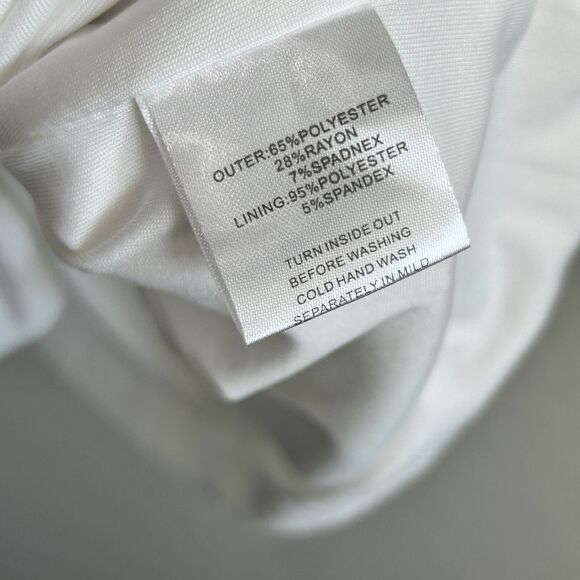 OUTER:65%POLYESTER
28%RAYON
7%SPADNEX
LINING:95%POLYESTER
5%SPANDEX
TURN INSIDE OUT
BEFORE WASHING
COLD HAND WASH
SEPARATELY IN MILD